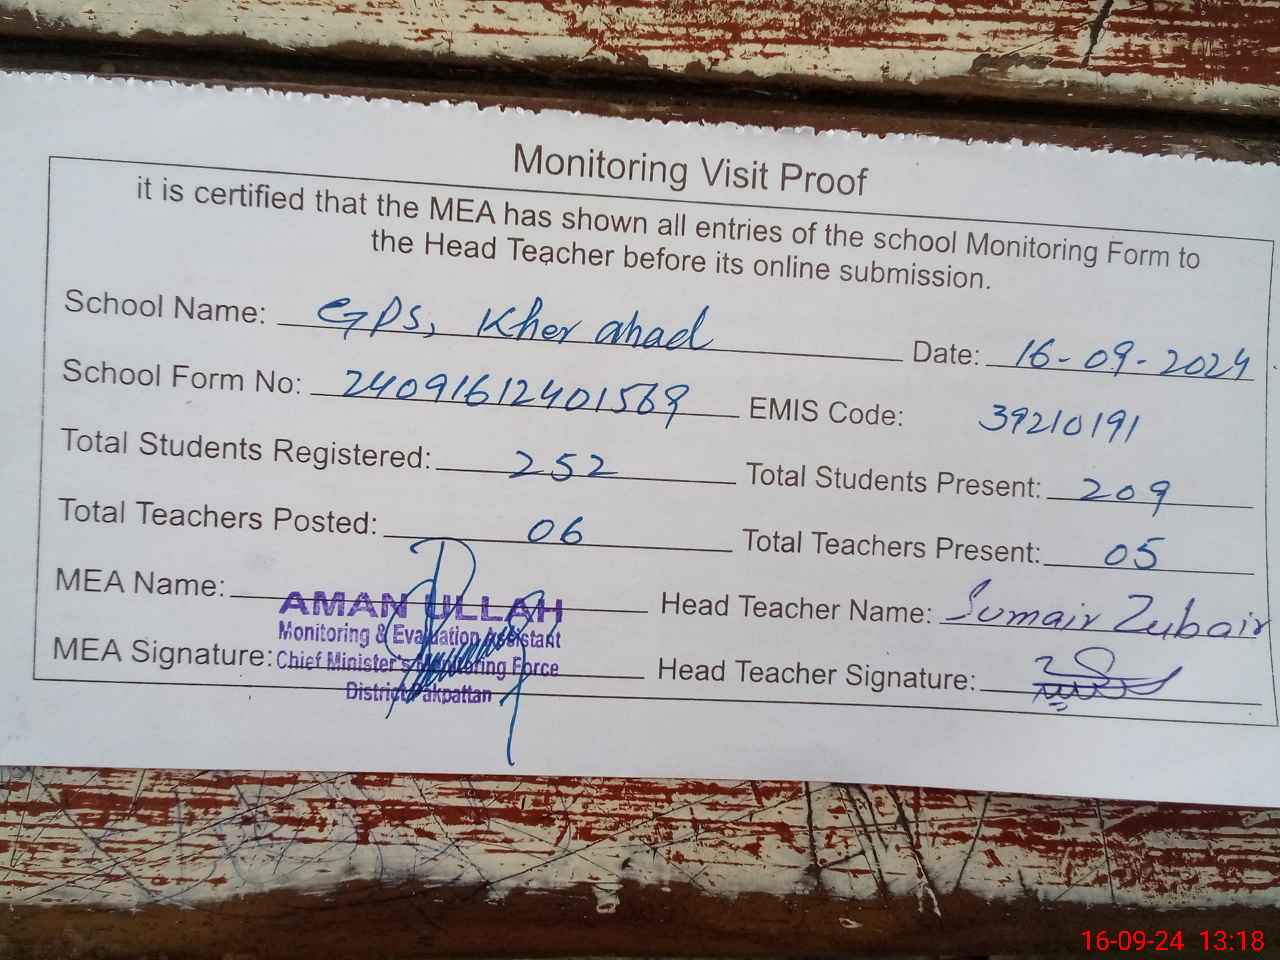 Monitoring Visit Proof
it is certified that the MEA has shown all entries of the school Monitoring Form to
the Head Teacher before its online submission.
School Name: GPS, Kher ahad Date: 16-09-2024
School Form No: 24091612401569 EMIS Code: 39210191
Total Students Registered: 252 Total Students Present: 209
Total Teachers Posted: 06 Total Teachers Present: 05
MEA Name: AMAN ULLAH Head Teacher Name: Sumair Zubair
Monitoring & Evaluation Assistant
MEA Signature: Chief Minister's Monitoring Force Head Teacher Signature:
District Pakpattan
16-09-24 13:18